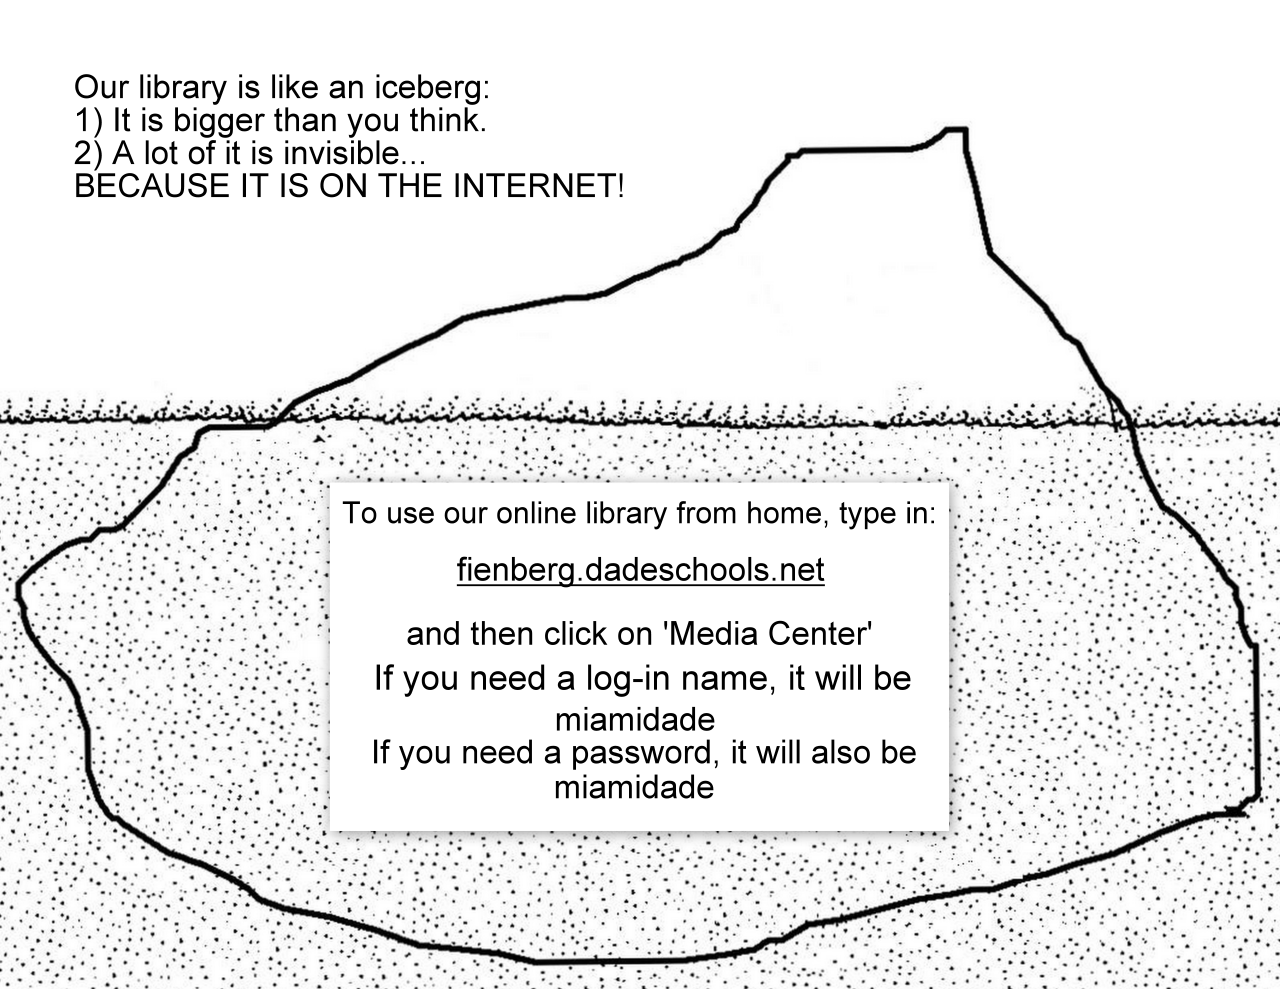 Our library is like an iceberg:
1) It is bigger than you think.
2) A lot of it is invisible...
BECAUSE IT IS ON THE INTERNET!
To use our online library from home, type in:
fienberg.dadeschools.net
and then click on 'Media Center'
If you need a log-in name, it will be
miamidade
If you need a password, it will also be
miamidade